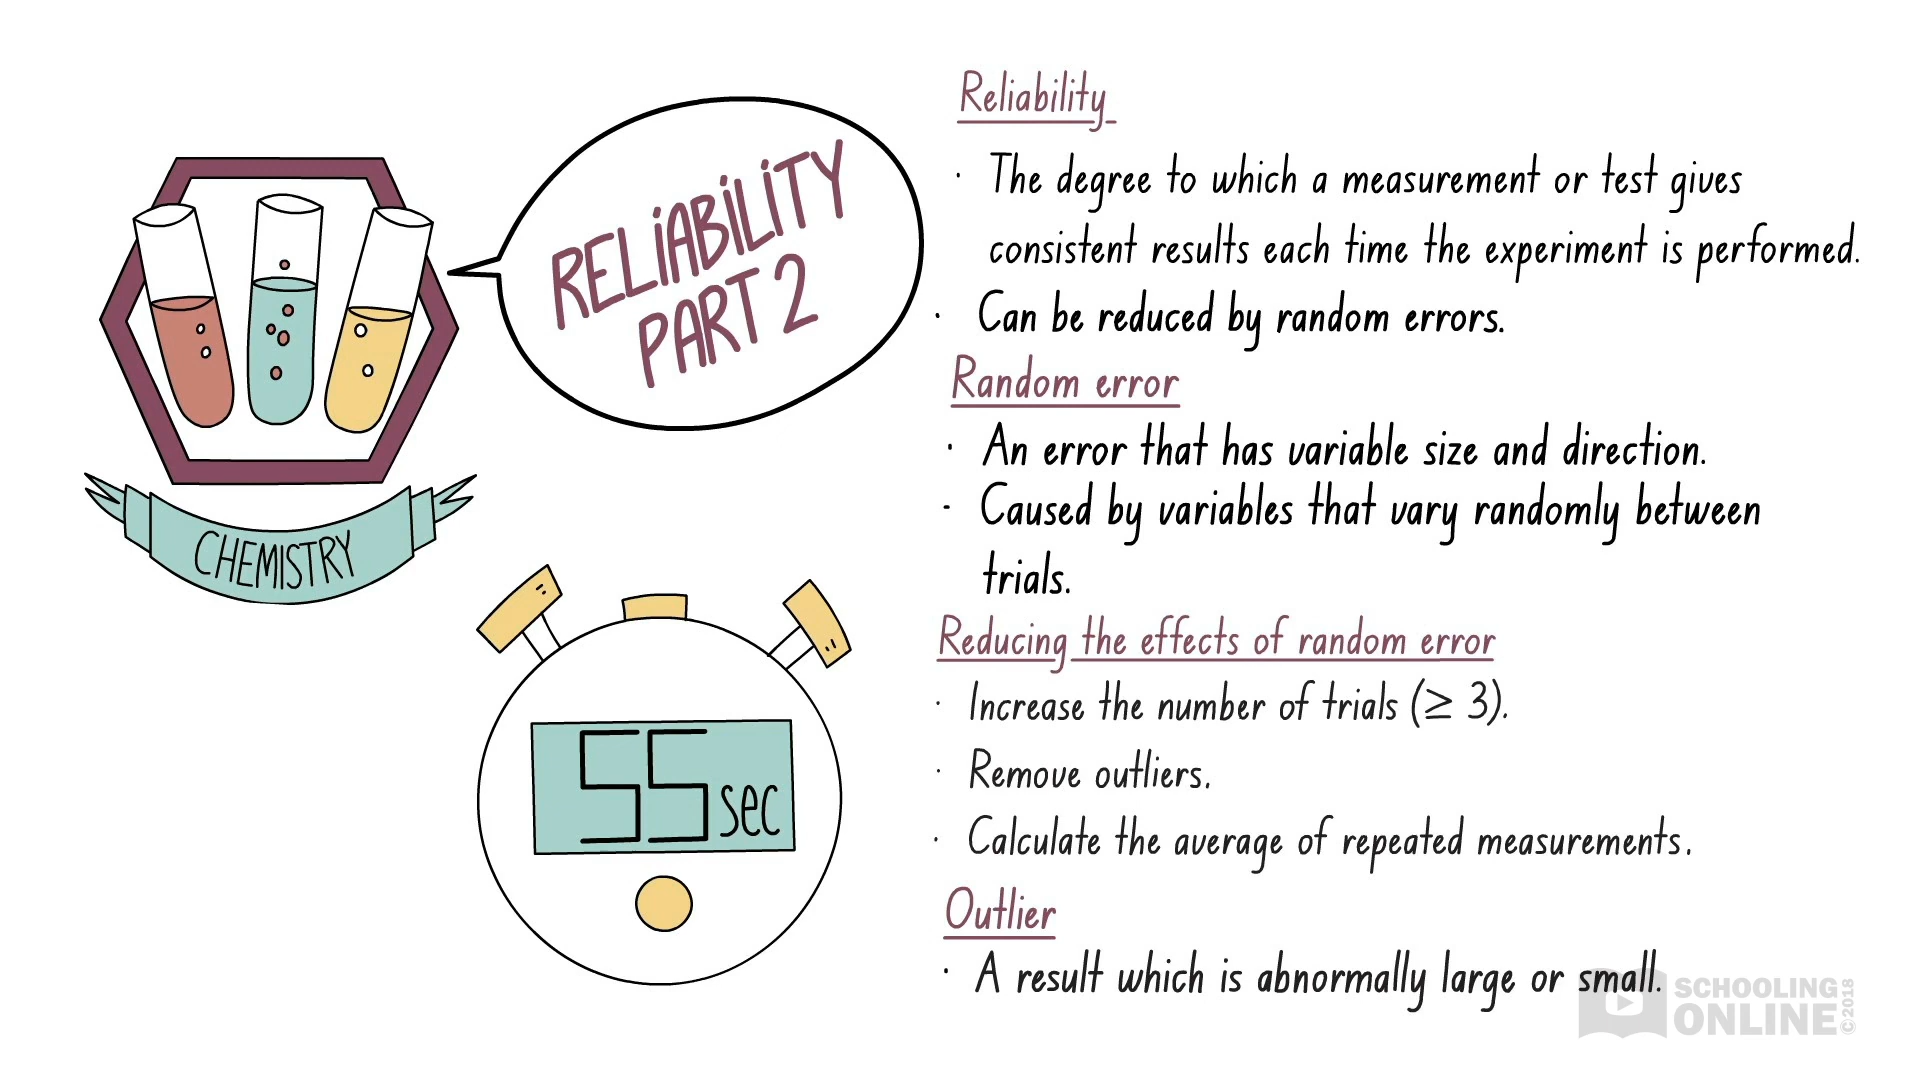 RELIABILITY
PART 2
CHEMISTRY
55 sec
Reliability
· The degree to which a measurement or test gives
consistent results each time the experiment is performed.
· Can be reduced by random errors.
Random error
· An error that has variable size and direction.
· Caused by variables that vary randomly between
trials.
Reducing the effects of random error
· Increase the number of trials (≥ 3).
· Remove outliers.
· Calculate the average of repeated measurements.
Outlier
· A result which is abnormally large or small.
SCHOOLING
ONLINE
©2018